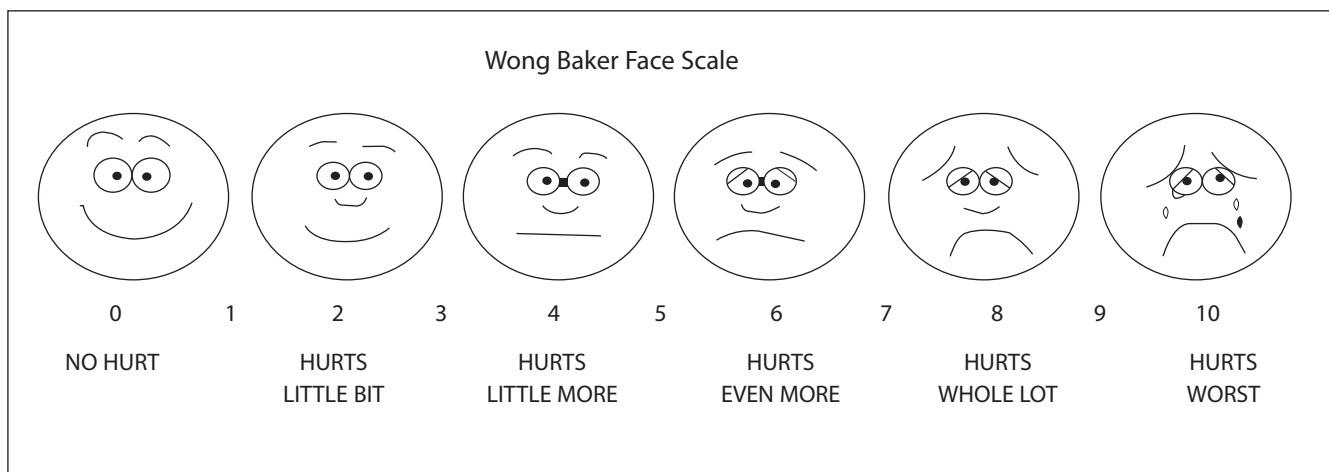 Wong Baker Face Scale
0 1 2 3 4 5 6 7 8 9 10
NO HURT HURTS HURTS HURTS HURTS HURTS
LITTLE BIT LITTLE MORE EVEN MORE WHOLE LOT WORST